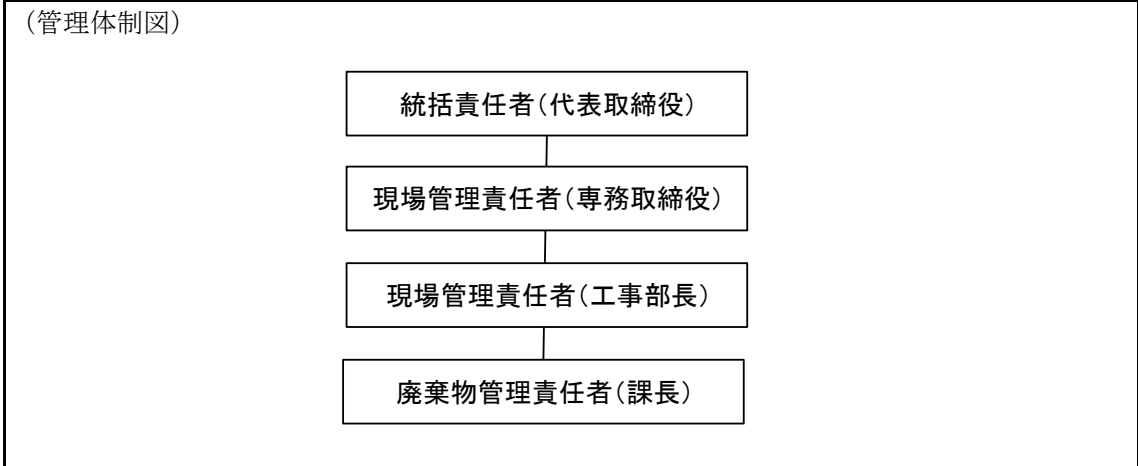 （管理体制図）
統括責任者（代表取締役）
現場管理責任者（専務取締役）
現場管理責任者（工事部長）
廃棄物管理責任者（課長）